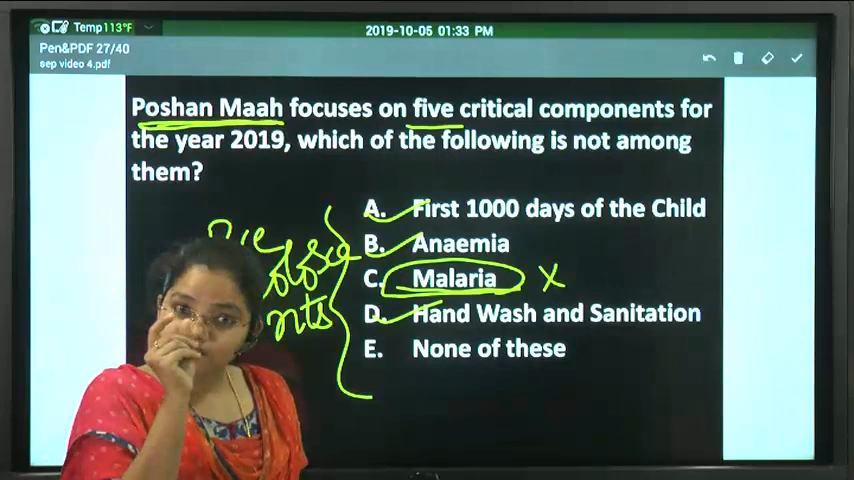 Temp 113°F
2019-10-05 01:33 PM
Pen&PDF 27/40
sep video 4.pdf
Poshan Maah focuses on five critical components for
the year 2019, which of the following is not among
them?
A. First 1000 days of the Child
B. Anaemia
C. Malaria X
D. Hand Wash and Sanitation
E. None of these